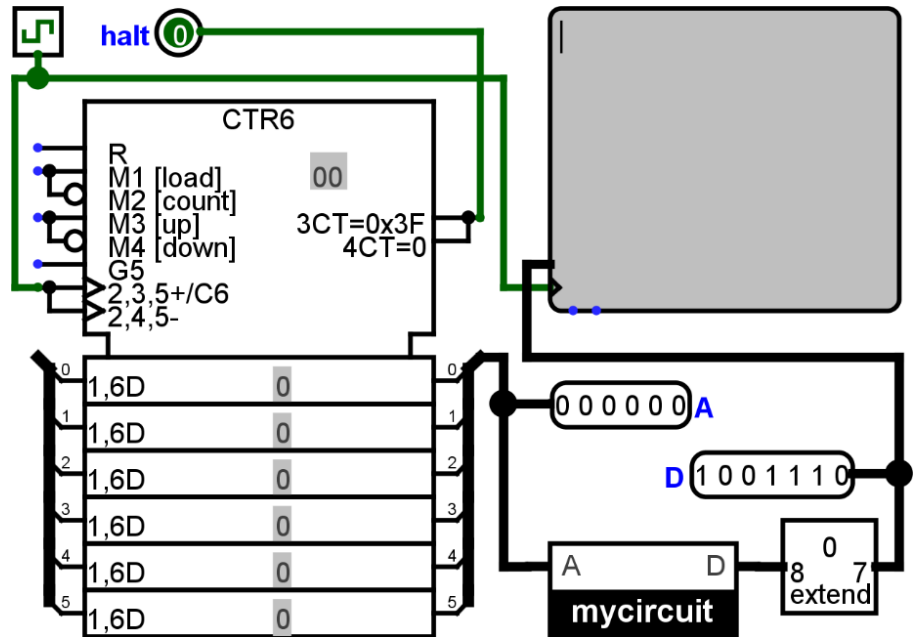 halt 0
CTR6
R
M1 [load]
00
M2 [count]
M3 [up]
3CT=0x3F
M4 [down]
4CT=0
G5
2,3,5+/C6
2,4,5-
0 1,6D 0 0
1 1,6D 0 1
2 1,6D 0 2
3 1,6D 0 3
4 1,6D 0 4
5 1,6D 0 5
0 0 0 0 0 0 A
D 1 0 0 1 1 1 0
A D
mycircuit
0
8 7
extend